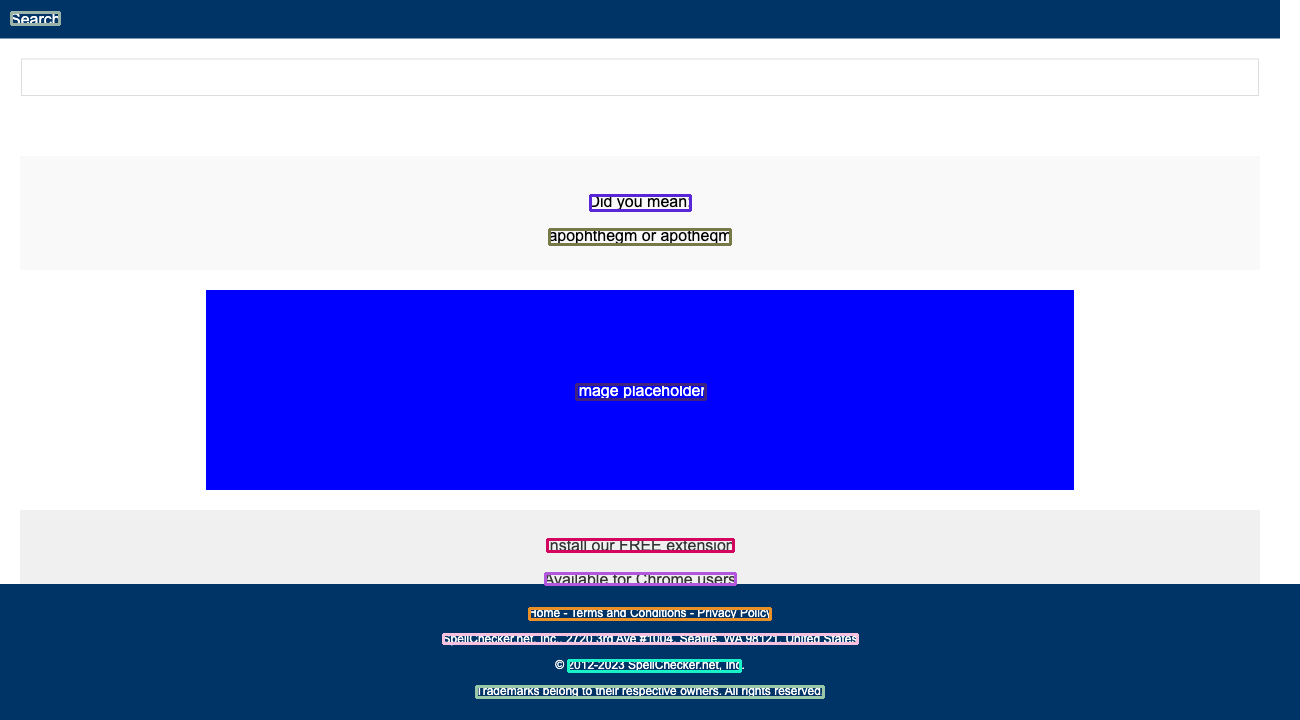 Search
Did you mean:
apophthegm or apotheqm
Image placeholder
Install our FREE extension
Available for Chrome users.
Home - Terms and Conditions - Privacy Policy
SpellChecker.net, Inc., 2720 3rd Ave #1004, Seattle, WA 98121, United States
© 2012-2023 SpellChecker.net, Inc.
Trademarks belong to their respective owners. All rights reserved.